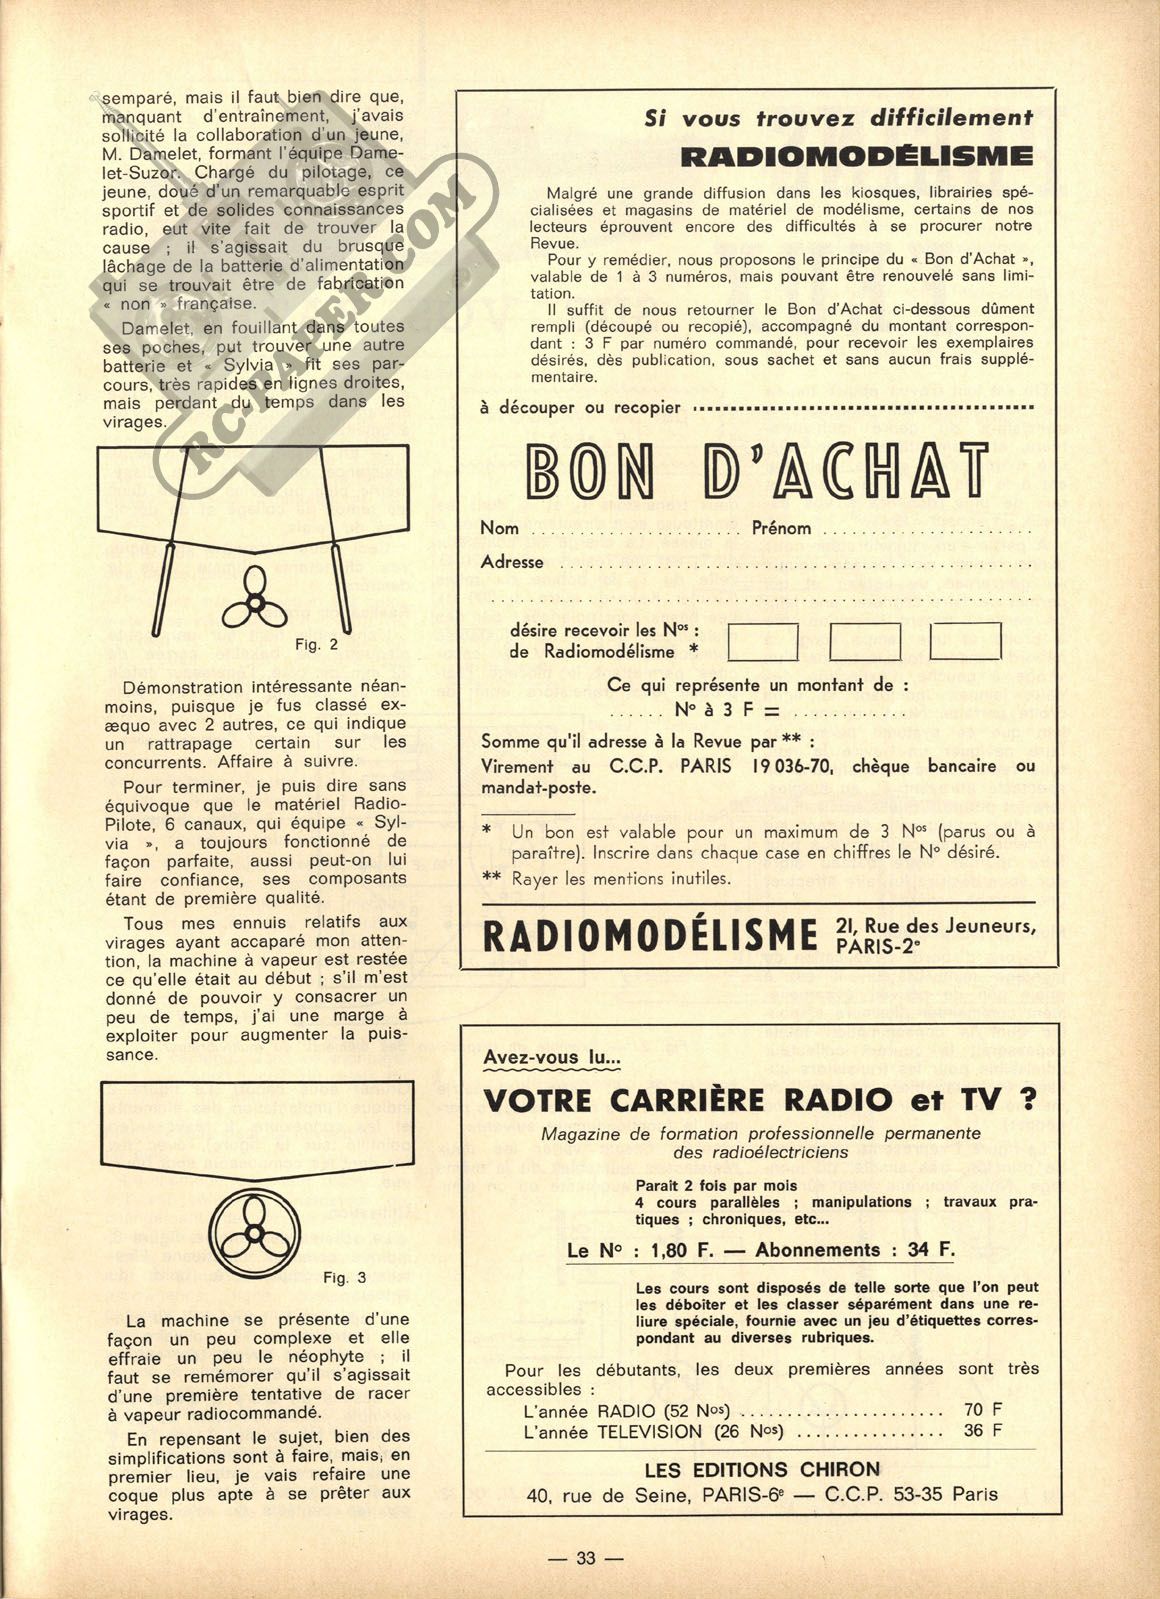 semparé, mais il faut bien dire que,
manquant d'entraînement, j'avais
sollicité la collaboration d'un jeune,
M. Damelet, formant l'équipe Dame-
let-Suzor. Chargé du pilotage, ce
jeune, doué d'un remarquable esprit
sportif et de solides connaissances
radio, eut vite fait de trouver la
cause ; il s'agissait du brusque
lâchage de la batterie d'alimentation
qui se trouvait être de fabrication
« non » française.
Damelet, en fouillant dans toutes
ses poches, put trouver une autre
batterie et « Sylvia » fit ses par-
cours, très rapides en lignes droites,
mais perdant du temps dans les
virages.
RC-PAPER.COM
Fig. 2
Démonstration intéressante néan-
moins, puisque je fus classé ex-
æquo avec 2 autres, ce qui indique
un rattrapage certain sur les
concurrents. Affaire à suivre.
Pour terminer, je puis dire sans
équivoque que le matériel Radio-
Pilote, 6 canaux, qui équipe « Syl-
via », a toujours fonctionné de
façon parfaite, aussi peut-on lui
faire confiance, ses composants
étant de première qualité.
Tous mes ennuis relatifs aux
virages ayant accaparé mon atten-
tion, la machine à vapeur est restée
ce qu'elle était au début ; s'il m'est
donné de pouvoir y consacrer un
peu de temps, j'ai une marge à
exploiter pour augmenter la puis-
sance.
Fig. 3
La machine se présente d'une
façon un peu complexe et elle
effraie un peu le néophyte ; il
faut se remémorer qu'il s'agissait
d'une première tentative de racer
à vapeur radiocommandé.
En repensant le sujet, bien des
simplifications sont à faire, mais, en
premier lieu, je vais refaire une
coque plus apte à se prêter aux
virages.
Si vous trouvez difficilement
RADIOMODÉLISME
Malgré une grande diffusion dans les kiosques, librairies spé-
cialisées et magasins de matériel de modélisme, certains de nos
lecteurs éprouvent encore des difficultés à se procurer notre
Revue.
Pour y remédier, nous proposons le principe du « Bon d'Achat »,
valable de 1 à 3 numéros, mais pouvant être renouvelé sans limi-
tation.
Il suffit de nous retourner le Bon d'Achat ci-dessous dûment
rempli (découpé ou recopié), accompagné du montant correspon-
dant : 3 F par numéro commandé, pour recevoir les exemplaires
désirés, dès publication, sous sachet et sans aucun frais supplé-
mentaire.
à découper ou recopier
BON D'ACHAT
Nom ..................... Prénom .....................
Adresse ...............................................
désire recevoir les Nos :
de Radiomodélisme *
Ce qui représente un montant de :
...... N° à 3 F = ............
Somme qu'il adresse à la Revue par ** :
Virement au C.C.P. PARIS 19 036-70, chèque bancaire ou
mandat-poste.
* Un bon est valable pour un maximum de 3 Nos (parus ou à
paraître). Inscrire dans chaque case en chiffres le N° désiré.
** Rayer les mentions inutiles.
RADIOMODÉLISME 21, Rue des Jeuneurs,
PARIS-2e
Avez-vous lu...
VOTRE CARRIÈRE RADIO et TV ?
Magazine de formation professionnelle permanente
des radioélectriciens
Parait 2 fois par mois
4 cours parallèles ; manipulations ; travaux pra-
tiques ; chroniques, etc...
Le N° : 1,80 F. — Abonnements : 34 F.
Les cours sont disposés de telle sorte que l'on peut
les déboiter et les classer séparément dans une re-
liure spéciale, fournie avec un jeu d'étiquettes corres-
pondant au diverses rubriques.
Pour les débutants, les deux premières années sont très
accessibles :
L'année RADIO (52 Nos) ....................... 70 F
L'année TELEVISION (26 Nos) ................ 36 F
LES EDITIONS CHIRON
40, rue de Seine, PARIS-6e — C.C.P. 53-35 Paris
— 33 —